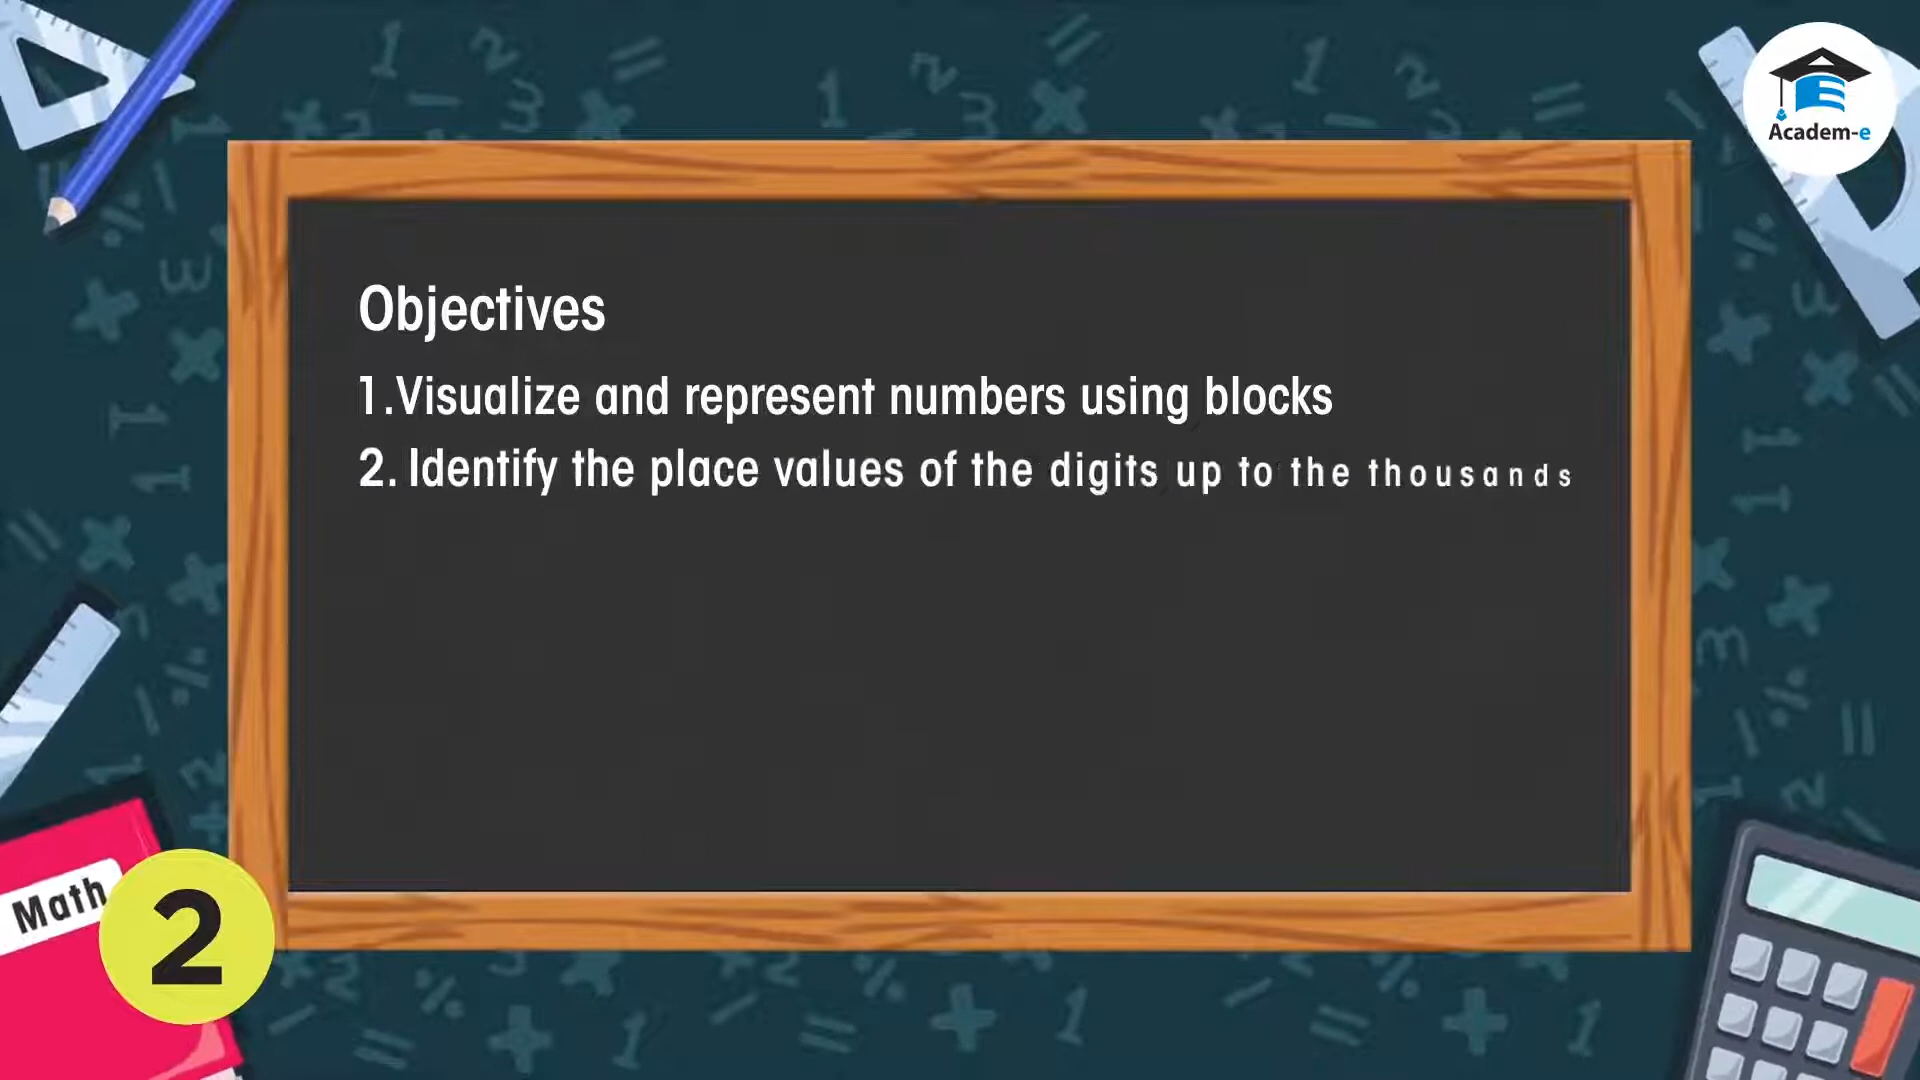 Academ-e
Objectives
1.Visualize and represent numbers using blocks
2. Identify the place values of the digits up to the thousands
Math
2